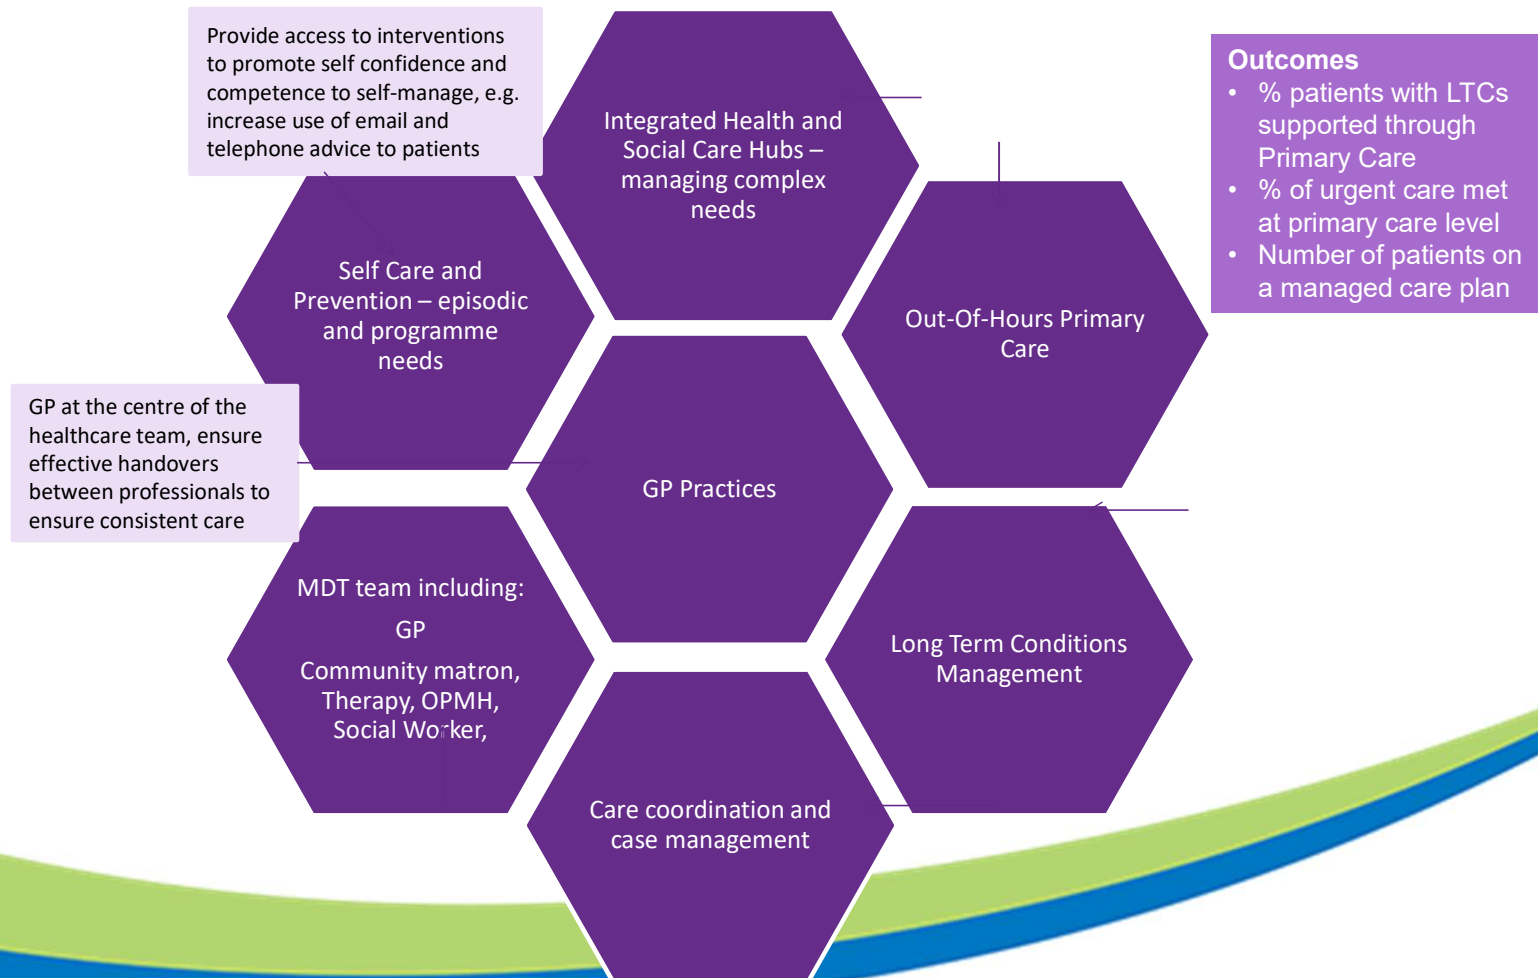 Provide access to interventions
to promote self confidence and
competence to self-manage, e.g.
increase use of email and
telephone advice to patients
Integrated Health and
Social Care Hubs –
managing complex
needs
Outcomes
• % patients with LTCs
supported through
Primary Care
• % of urgent care met
at primary care level
• Number of patients on
a managed care plan
Self Care and
Prevention – episodic
and programme
needs
Out-Of-Hours Primary
Care
GP at the centre of the
healthcare team, ensure
effective handovers
between professionals to
ensure consistent care
GP Practices
MDT team including:
GP
Community matron,
Therapy, OPMH,
Social Worker,
Long Term Conditions
Management
Care coordination and
case management